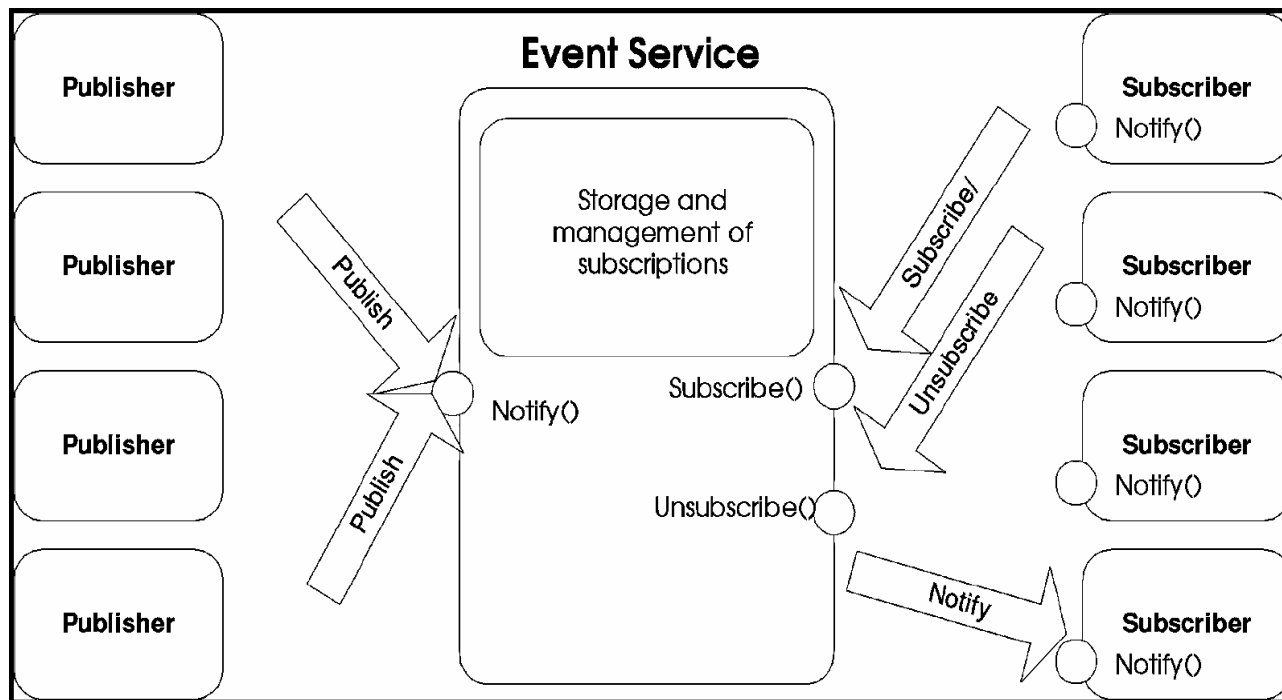 Event Service
Publisher
Publisher
Publisher
Publisher
Publish
Publish
Storage and
management of
subscriptions
Notify()
Subscribe()
Unsubscribe()
Subscribe/
Unsubscribe
Notify
Subscriber
Notify()
Subscriber
Notify()
Subscriber
Notify()
Subscriber
Notify()